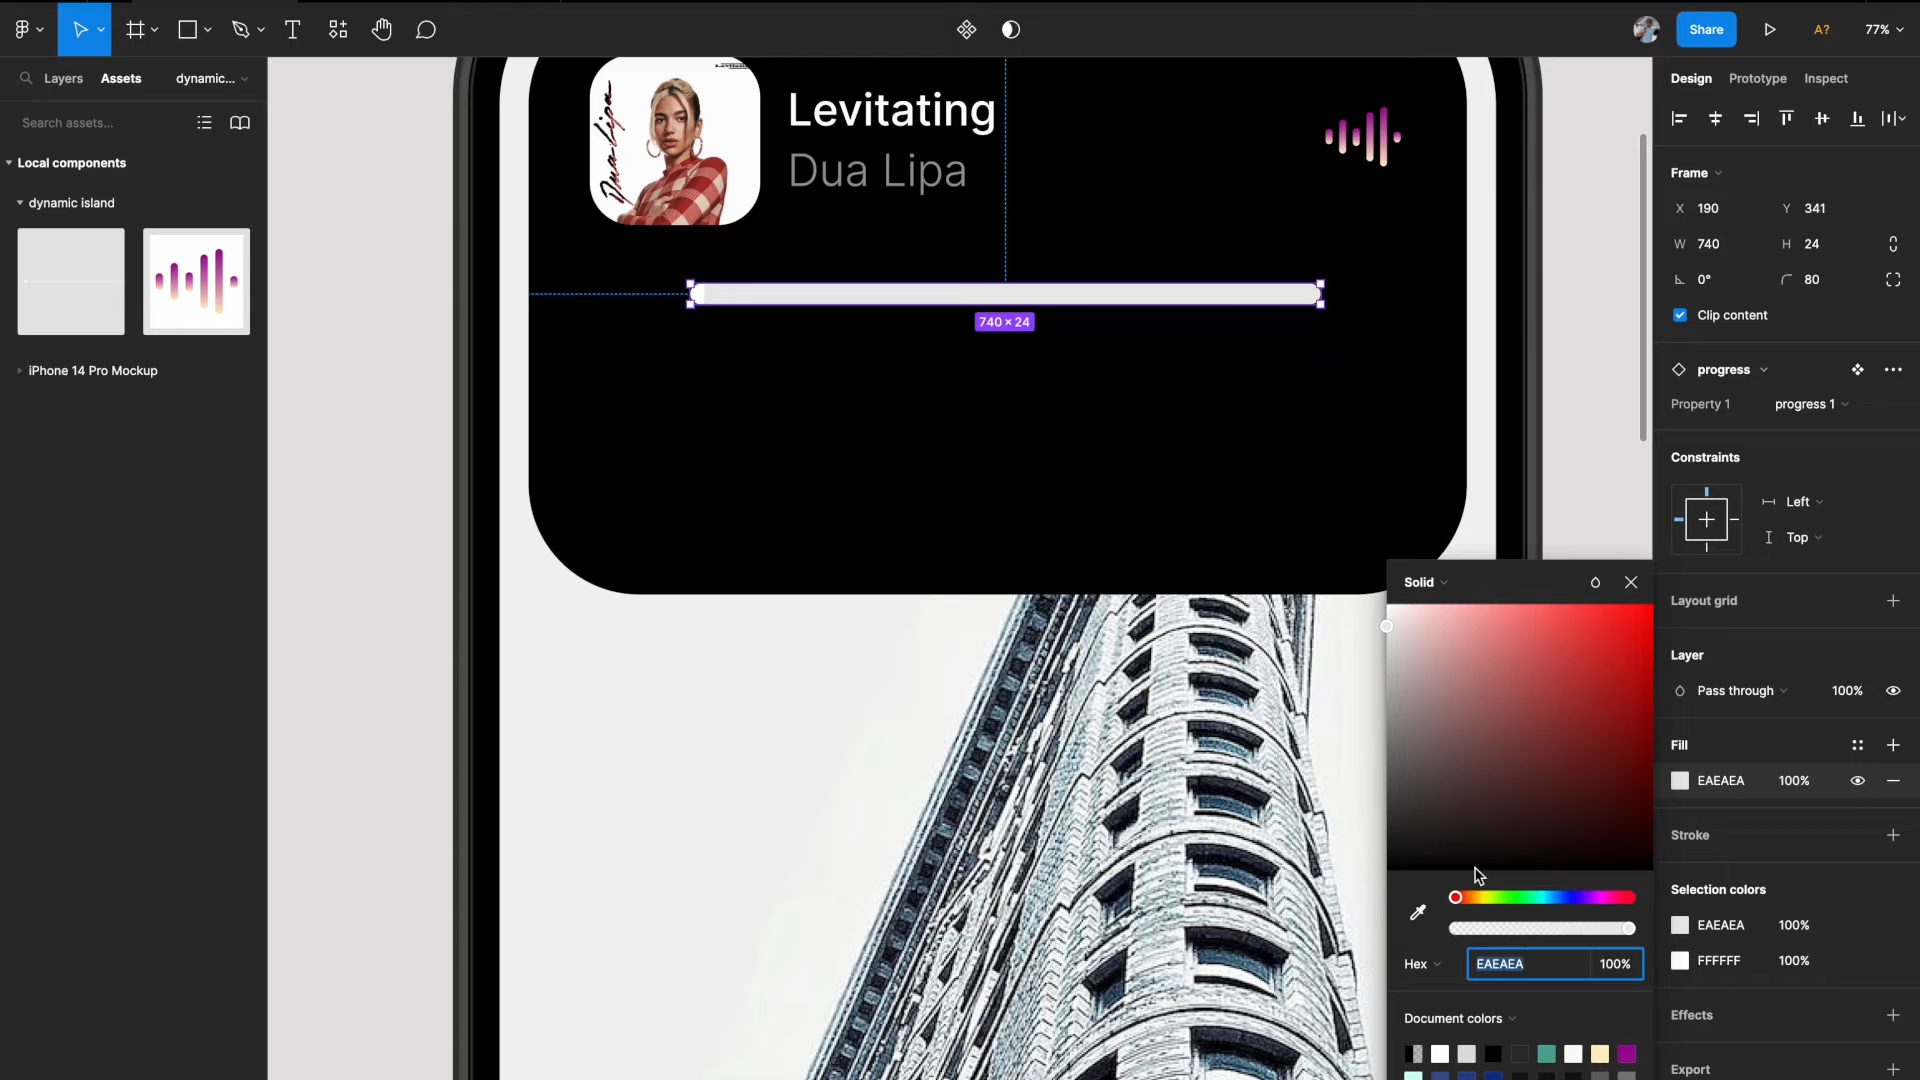 Share
A?
77%
Layers
Assets
dynamic...
Search assets...
Local components
dynamic island
iPhone 14 Pro Mockup
Levitating
Dua Lipa
Dua Lipa
740 × 24
Design
Prototype
Inspect
Frame
X 190
Y 341
W 740
H 24
0°
80
Clip content
progress
Property 1
progress 1
Constraints
Left
Top
Layout grid
Layer
Pass through
100%
Fill
EAEAEA
100%
Stroke
Selection colors
EAEAEA
100%
FFFFFF
100%
Effects
Export
Solid
Hex
EAEAEA
100%
Document colors